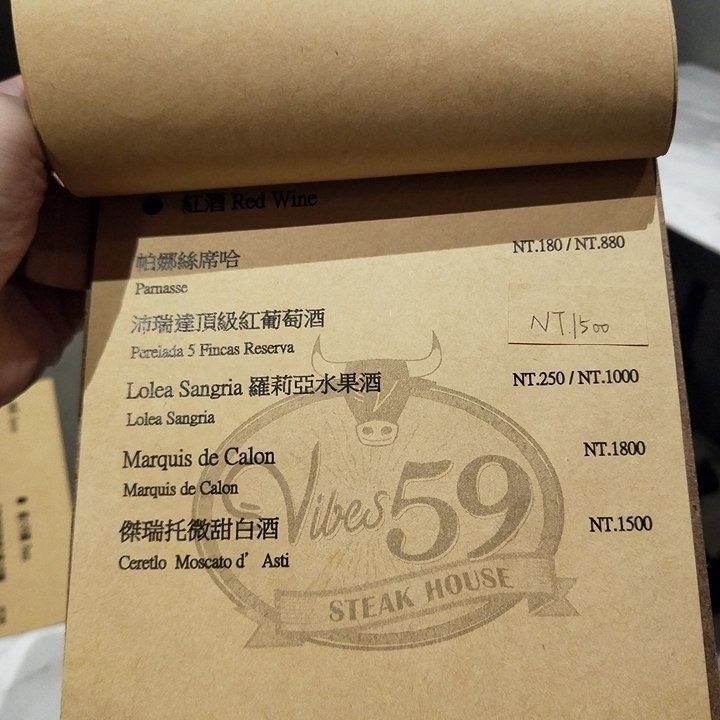 ● 紅酒 Red Wine
帕娜絲席哈 NT.180 / NT.880
Parnasse
沛瑞達頂級紅葡萄酒 NT.1500
Perelada 5 Fincas Reserva
Lolea Sangria 羅莉亞水果酒 NT.250 / NT.1000
Lolea Sangria
Marquis de Calon NT.1800
Marquis de Calon
傑瑞托微甜白酒 NT.1500
Ceretlo Moscato d’ Asti
Vibes 59
STEAK HOUSE